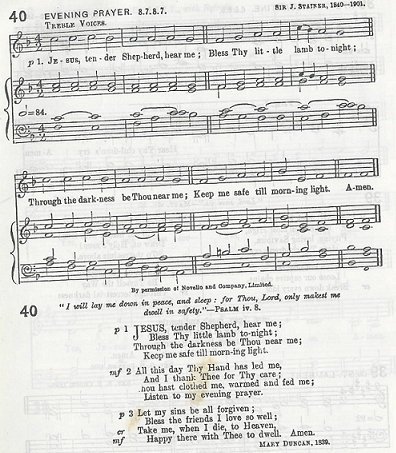 40 EVENING PRAYER. 8.7.8.7. SIR J. STAINER, 1840–1901.
TREBLE VOICES.
p 1. Je - sus, ten - der Shep-herd, hear me ; Bless Thy lit - tle lamb to-night ;
=84.
Through the dark-ness be Thou near me ; Keep me safe till morn-ing light. A-men.
By permission of Novello and Company, Limited.
40
"I will lay me down in peace, and sleep : for Thou, Lord, only makest me
dwell in safety."—PSALM iv. 8.
p 1 JESUS, tender Shepherd, hear me ;
Bless Thy little lamb to-night ;
Through the darkness be Thou near me ;
Keep me safe till morning light.
mf 2 All this day Thy Hand has led me,
And I thank Thee for Thy care ;
hou hast clothed me, warmed and fed me ;
Listen to my evening prayer.
p 3 Let my sins be all forgiven ;
Bless the friends I love so well ;
cr Take me, when I die, to Heaven,
mf Happy there with Thee to dwell. Amen.
MARY DUNCAN, 1839.